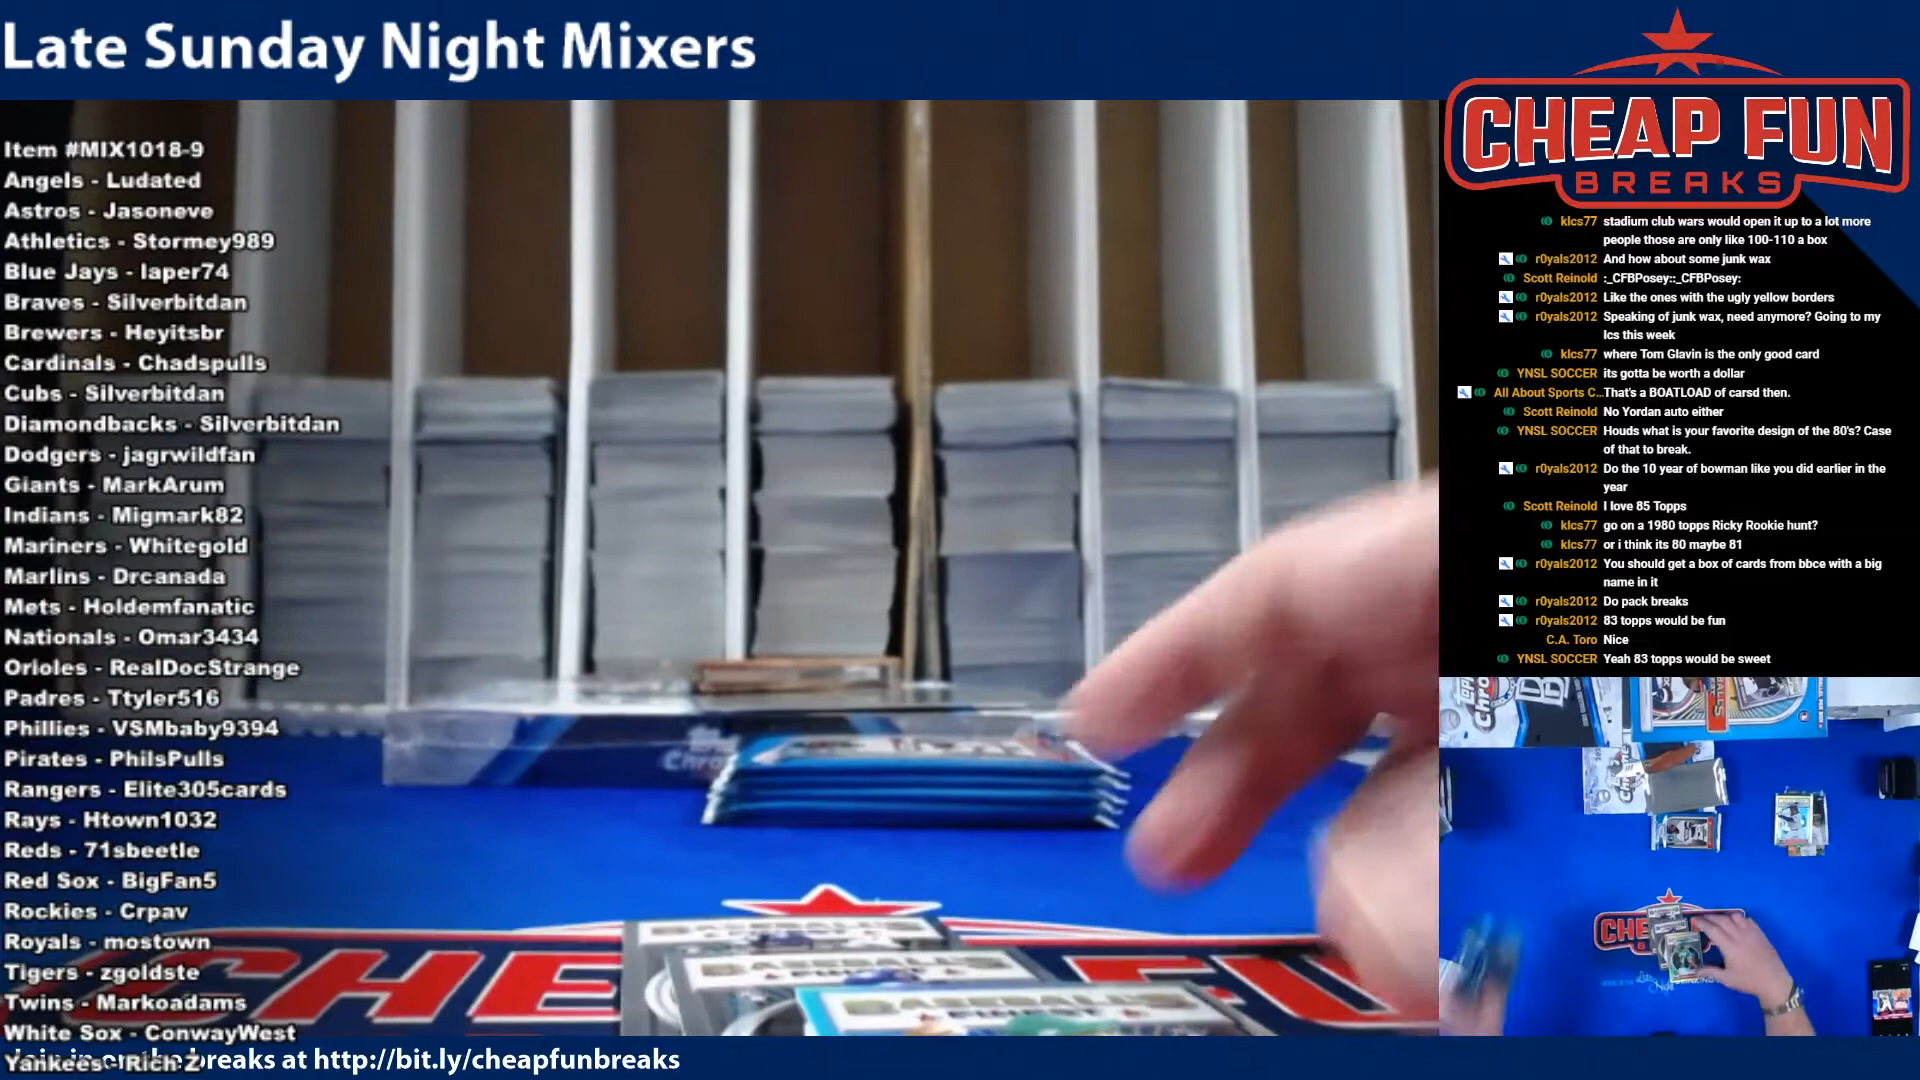 Late Sunday Night Mixers
Item #MIX1018-9
Angels - Ludated
Astros - Jasoneve
Athletics - Stormey989
Blue Jays - laper74
Braves - Silverbitdan
Brewers - Heyitsbr
Cardinals - Chadspulls
Cubs - Silverbitdan
Diamondbacks - Silverbitdan
Dodgers - jagrwildfan
Giants - MarkArum
Indians - Migmark82
Mariners - Whitegold
Marlins - Drcanada
Mets - Holdemfanatic
Nationals - Omar3434
Orioles - RealDocStrange
Padres - Ttyler516
Phillies - VSMbaby9394
Pirates - PhilsPulls
Rangers - Elite305cards
Rays - Htown1032
Reds - 71sbeetle
Red Sox - BigFan5
Rockies - Crpav
Royals - mostown
Tigers - zgoldste
Twins - Markoadams
White Sox - ConwayWest
Yankees - Rich Z
breaks at http://bit.ly/cheapfunbreaks
CHEAP FUN
BREAKS
klcs77 stadium club wars would open it up to a lot more
people those are only like 100-110 a box
r0yals2012 And how about some junk wax
Scott Reinold :_CFBPosey::_CFBPosey:
r0yals2012 Like the ones with the ugly yellow borders
r0yals2012 Speaking of junk wax, need anymore? Going to my
lcs this week
klcs77 where Tom Glavin is the only good card
YNSL SOCCER its gotta be worth a dollar
All About Sports C... That's a BOATLOAD of carsd then.
Scott Reinold No Yordan auto either
YNSL SOCCER Houds what is your favorite design of the 80's? Case
of that to break.
r0yals2012 Do the 10 year of bowman like you did earlier in the
year
Scott Reinold I love 85 Topps
klcs77 go on a 1980 topps Ricky Rookie hunt?
klcs77 or i think its 80 maybe 81
r0yals2012 You should get a box of cards from bbce with a big
name in it
r0yals2012 Do pack breaks
r0yals2012 83 topps would be fun
C.A. Toro Nice
YNSL SOCCER Yeah 83 topps would be sweet